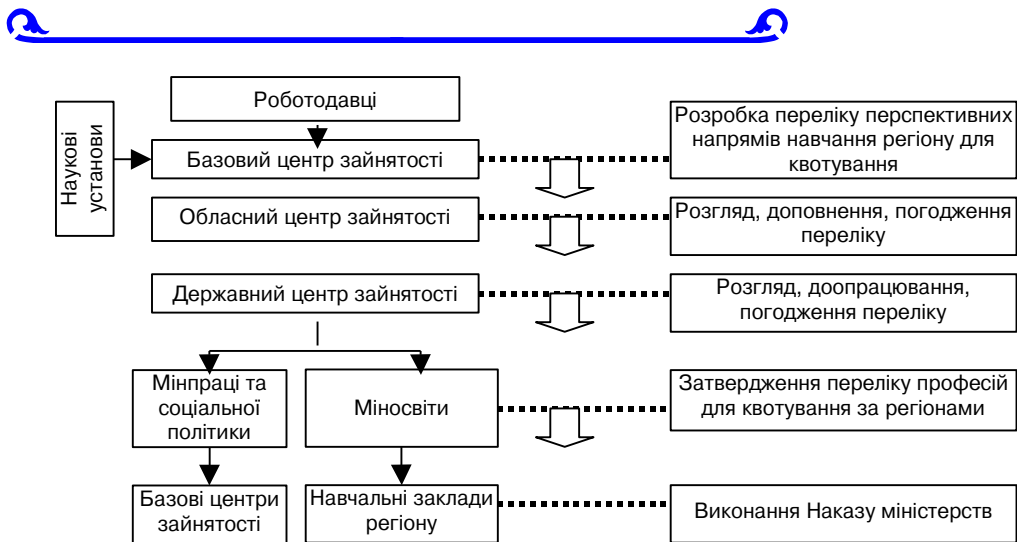 Роботодавці
Наукові
установи
Базовий центр зайнятості
Розробка переліку перспективних
напрямів навчання регіону для
квотування
Обласний центр зайнятості
Розгляд, доповнення, погодження
переліку
Державний центр зайнятості
Розгляд, доопрацювання,
погодження переліку
Мінпраці та
соціальної
політики
Міносвіти
Затвердження переліку професій
для квотування за регіонами
Базові центри
зайнятості
Навчальні заклади
регіону
Виконання Наказу міністерств